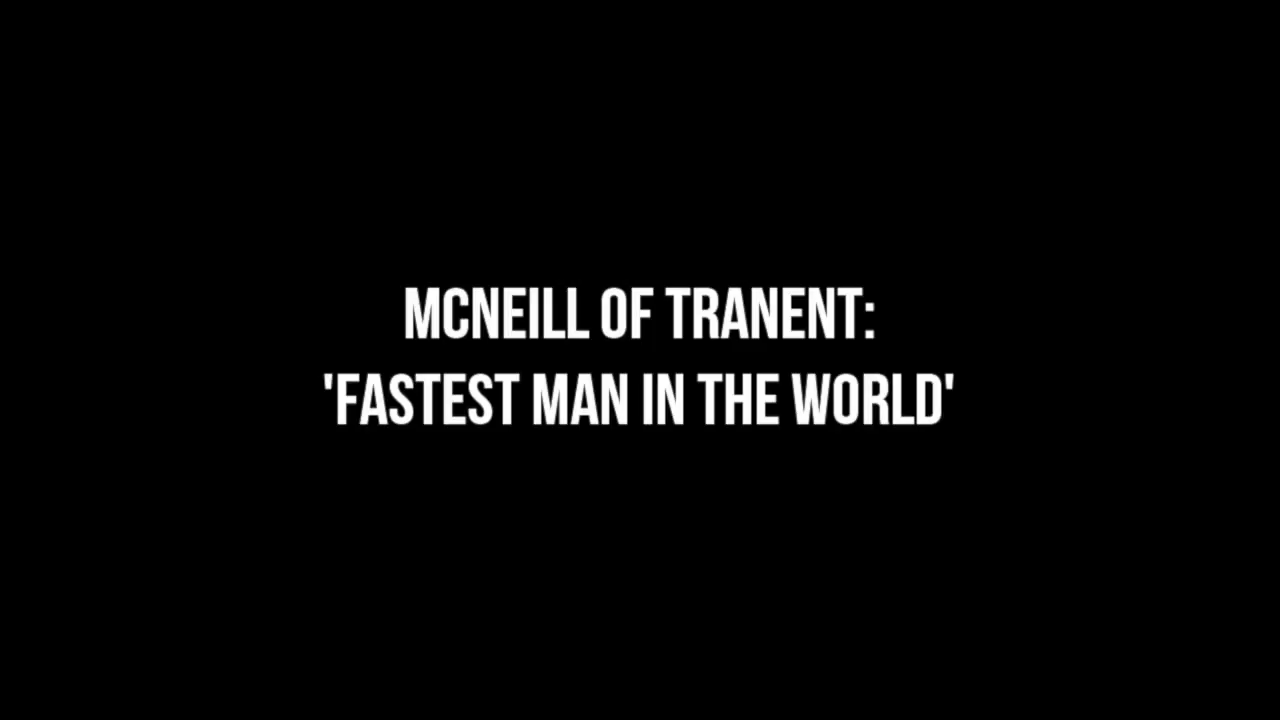 MCNEILL OF TRANENT:
'FASTEST MAN IN THE WORLD'